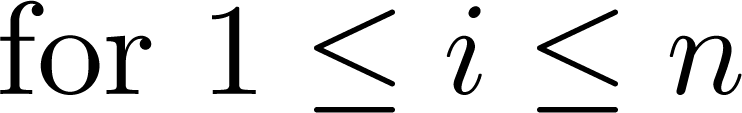 for 1 ≤ i ≤ n